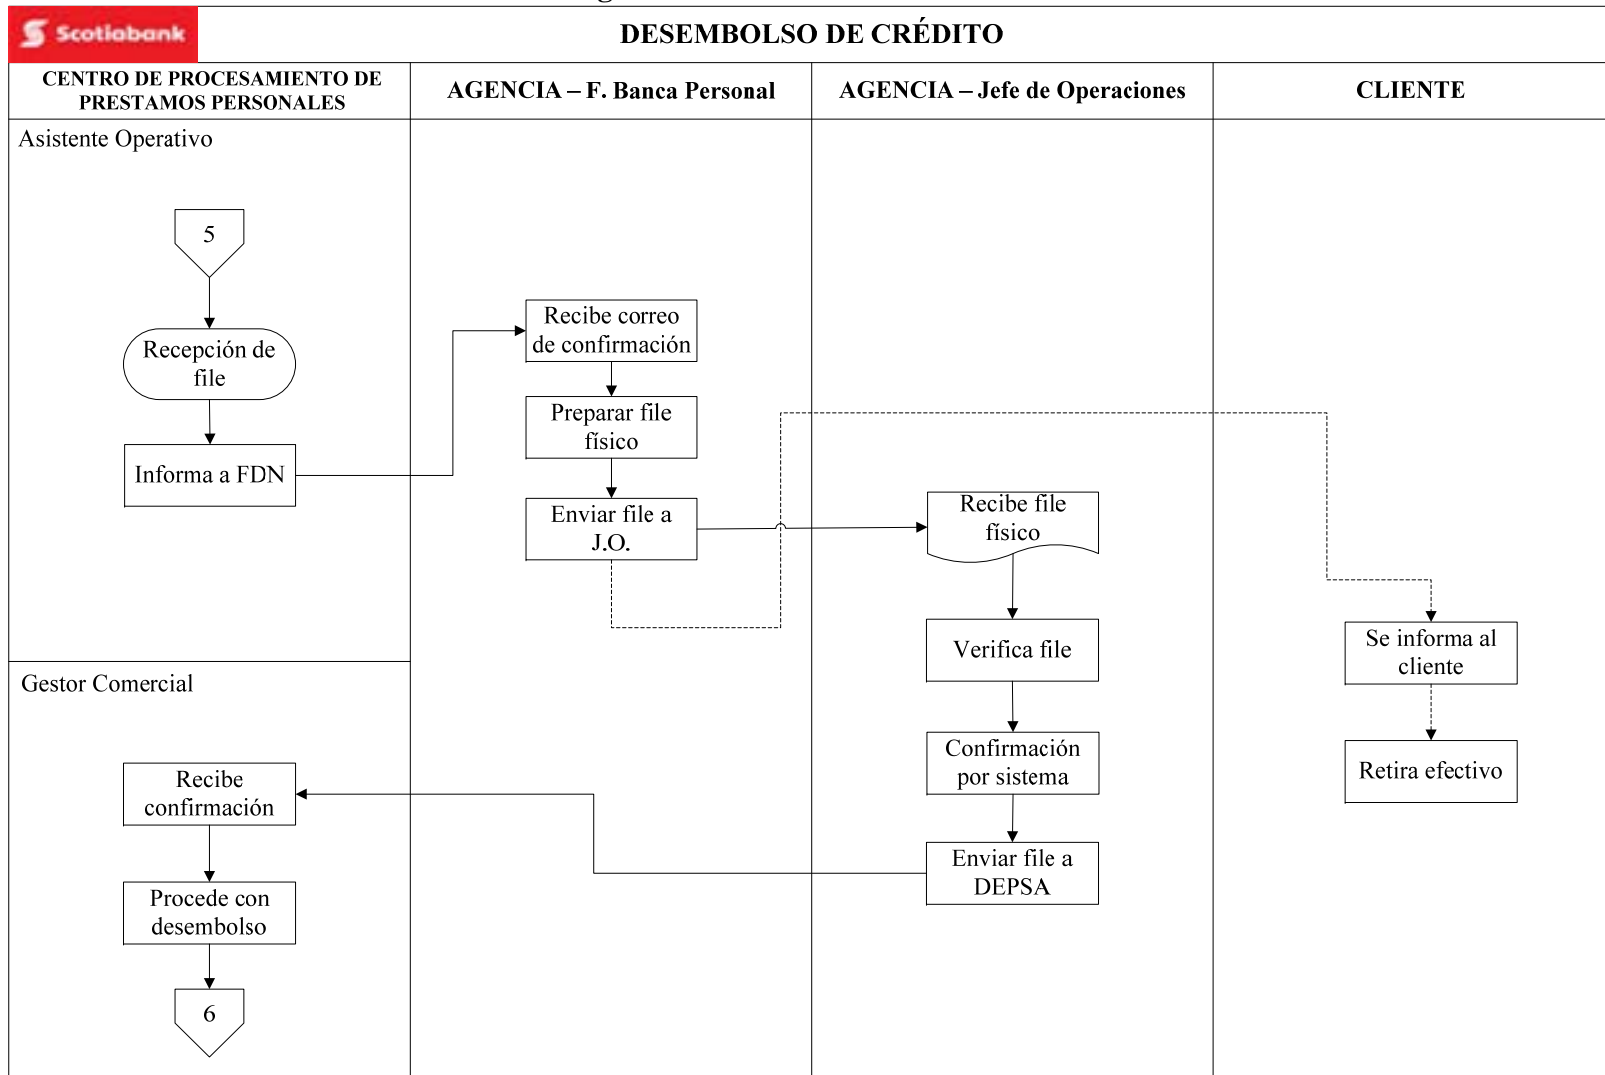 Scotiabank
DESEMBOLSO DE CRÉDITO
CENTRO DE PROCESAMIENTO DE
PRESTAMOS PERSONALES
AGENCIA – F. Banca Personal
AGENCIA – Jefe de Operaciones
CLIENTE
Asistente Operativo
5
Recepción de
file
Informa a FDN
Recibe correo
de confirmación
Preparar file
físico
Enviar file a
J.O.
Recibe file
físico
Verifica file
Confirmación
por sistema
Enviar file a
DEPSA
Se informa al
cliente
Retira efectivo
Gestor Comercial
Recibe
confirmación
Procede con
desembolso
6